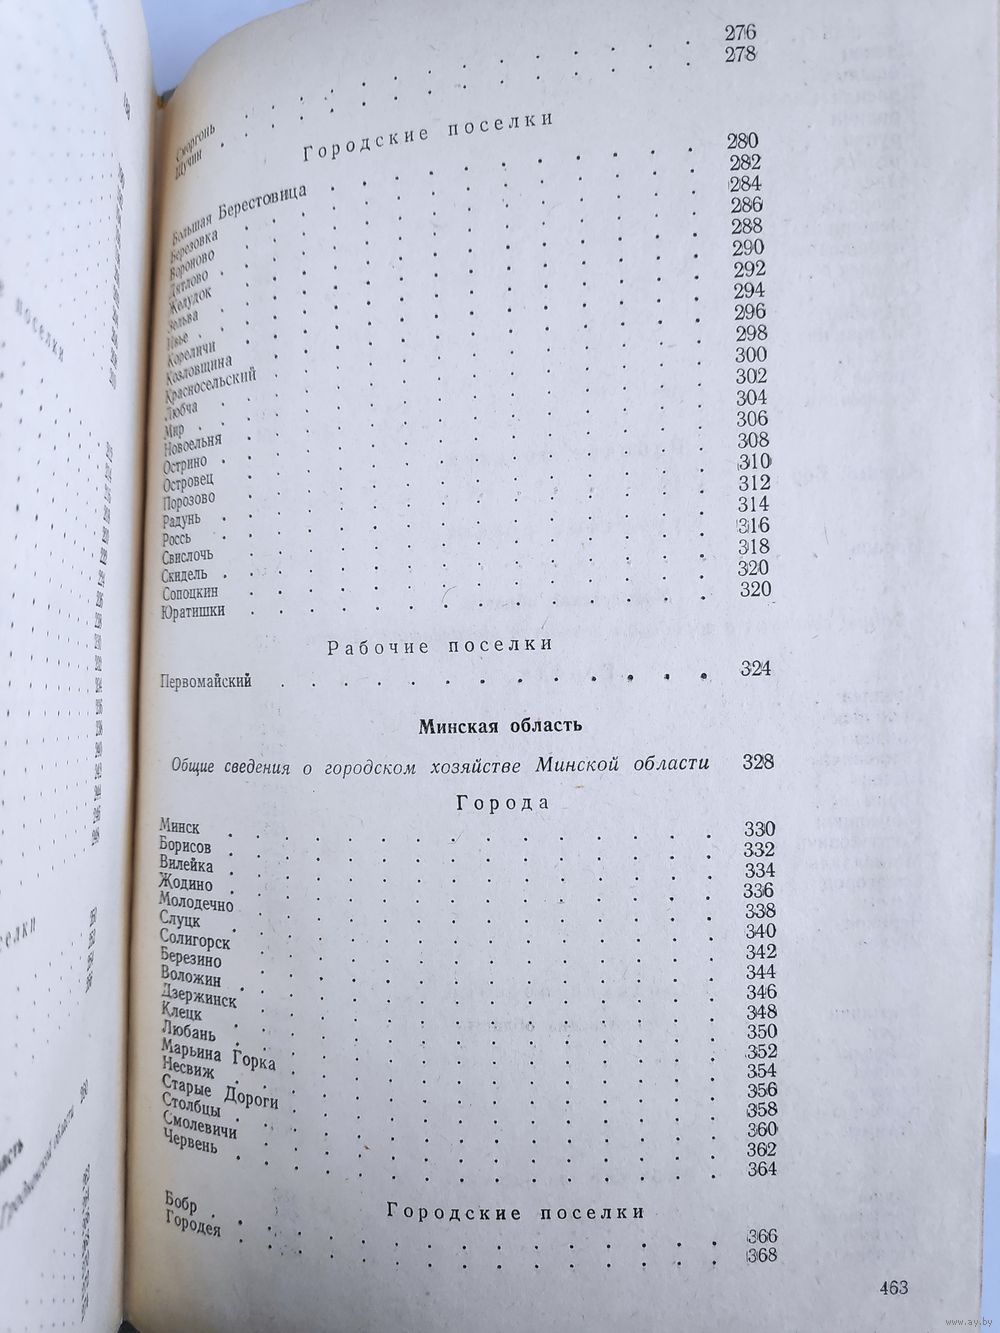 Сморгонь . . . 276
Щучин . . . 278
Городские поселки
Большая Берестовица . . . 280
Березовка . . . 282
Вороново . . . 284
Дятлово . . . 286
Желудок . . . 288
Зельва . . . 290
Ивье . . . 292
Кореличи . . . 294
Козловщина . . . 296
Красносельский . . . 298
Любча . . . 300
Мир . . . 302
Новоельня . . . 304
Острино . . . 306
Островец . . . 308
Порозово . . . 310
Радунь . . . 312
Россь . . . 314
Свислочь . . . 316
Скидель . . . 318
Сопоцкин . . . 320
Юратишки . . . 320
Рабочие поселки
Первомайский . . . 324
Минская область
Общие сведения о городском хозяйстве Минской области 328
Города
Минск . . . 330
Борисов . . . 332
Вилейка . . . 334
Жодино . . . 336
Молодечно . . . 338
Слуцк . . . 340
Солигорск . . . 342
Березино . . . 344
Воложин . . . 346
Дзержинск . . . 348
Клецк . . . 350
Любань . . . 352
Марьина Горка . . . 354
Несвиж . . . 356
Старые Дороги . . . 358
Столбцы . . . 360
Смолевичи . . . 362
Червень . . . 364
Городские поселки
Бобр . . . 366
Городея . . . 368
463
www.ay.by